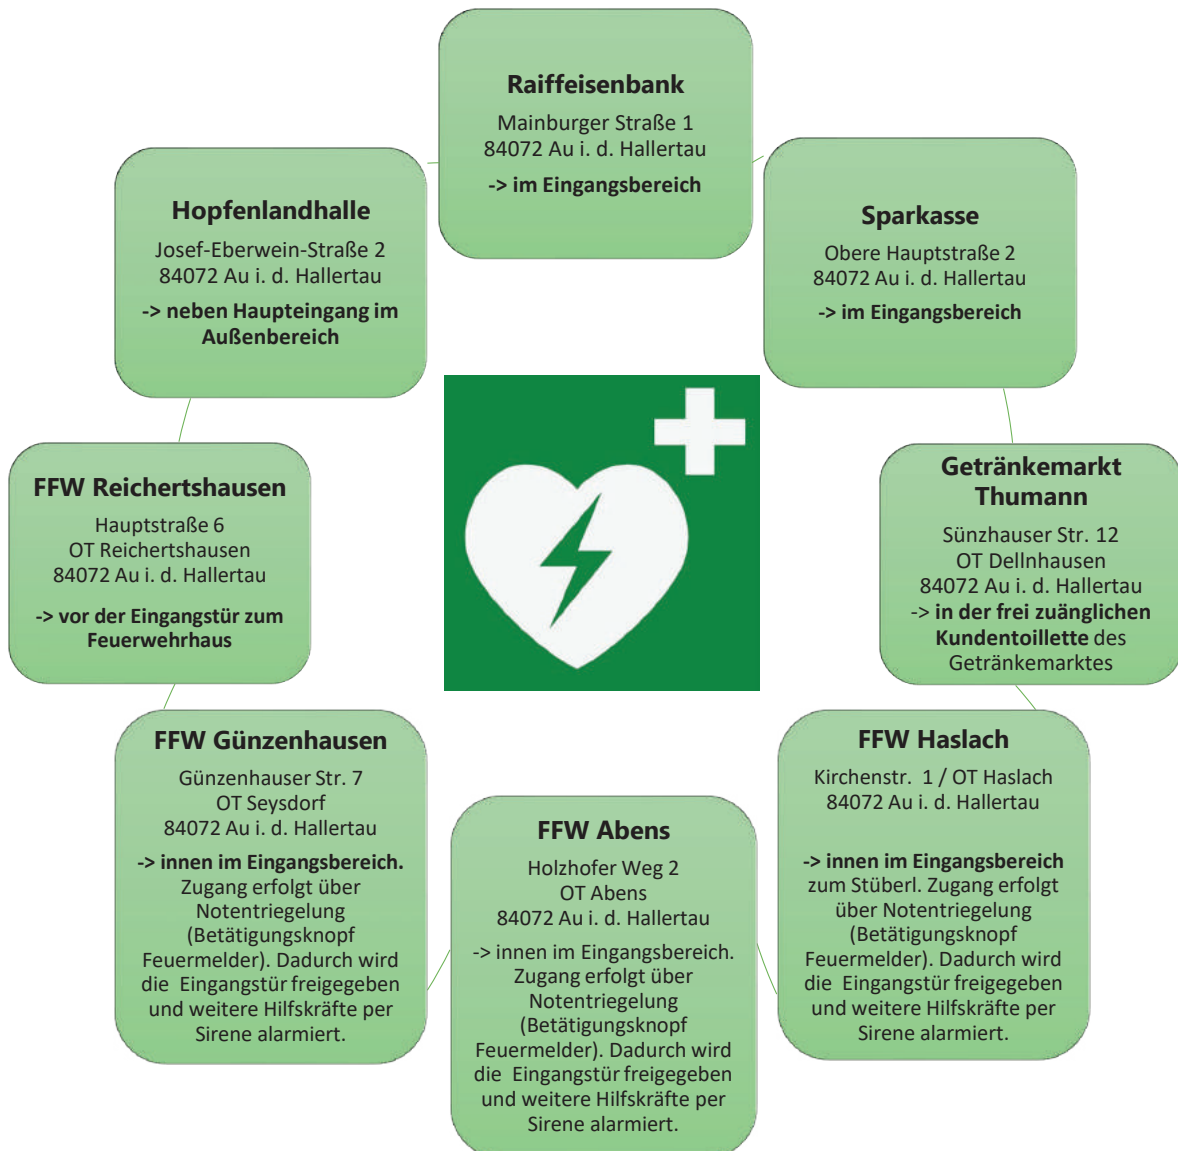 Raiffeisenbank
Mainburger Straße 1
84072 Au i. d. Hallertau
-> im Eingangsbereich
Sparkasse
Obere Hauptstraße 2
84072 Au i. d. Hallertau
-> im Eingangsbereich
Getränkemarkt
Thumann
Sünzhauser Str. 12
OT Dellnhausen
84072 Au i. d. Hallertau
-> in der frei zuänglichen
Kundentoillette des
Getränkemarktes
FFW Haslach
Kirchenstr. 1 / OT Haslach
84072 Au i. d. Hallertau
-> innen im Eingangsbereich
zum Stüberl. Zugang erfolgt
über Notentriegelung
(Betätigungsknopf
Feuermelder). Dadurch wird
die Eingangstür freigegeben
und weitere Hilfskräfte per
Sirene alarmiert.
FFW Abens
Holzhofer Weg 2
OT Abens
84072 Au i. d. Hallertau
-> innen im Eingangsbereich.
Zugang erfolgt über
Notentriegelung
(Betätigungsknopf
Feuermelder). Dadurch wird
die Eingangstür freigegeben
und weitere Hilfskräfte per
Sirene alarmiert.
FFW Günzenhausen
Günzenhauser Str. 7
OT Seysdorf
84072 Au i. d. Hallertau
-> innen im Eingangsbereich.
Zugang erfolgt über
Notentriegelung
(Betätigungsknopf
Feuermelder). Dadurch wird
die Eingangstür freigegeben
und weitere Hilfskräfte per
Sirene alarmiert.
FFW Reichertshausen
Hauptstraße 6
OT Reichertshausen
84072 Au i. d. Hallertau
-> vor der Eingangstür zum
Feuerwehrhaus
Hopfenlandhalle
Josef-Eberwein-Straße 2
84072 Au i. d. Hallertau
-> neben Haupteingang im
Außenbereich